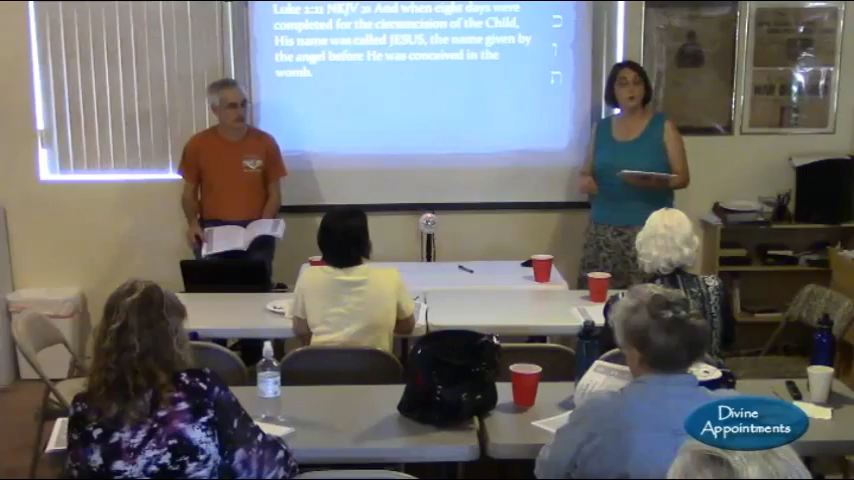 Luke 2:21 NKJV 21 And when eight days were
completed for the circumcision of the Child,
His name was called JESUS, the name given by
the angel before He was conceived in the
womb.
כ
ו
ת
Divine
Appointments